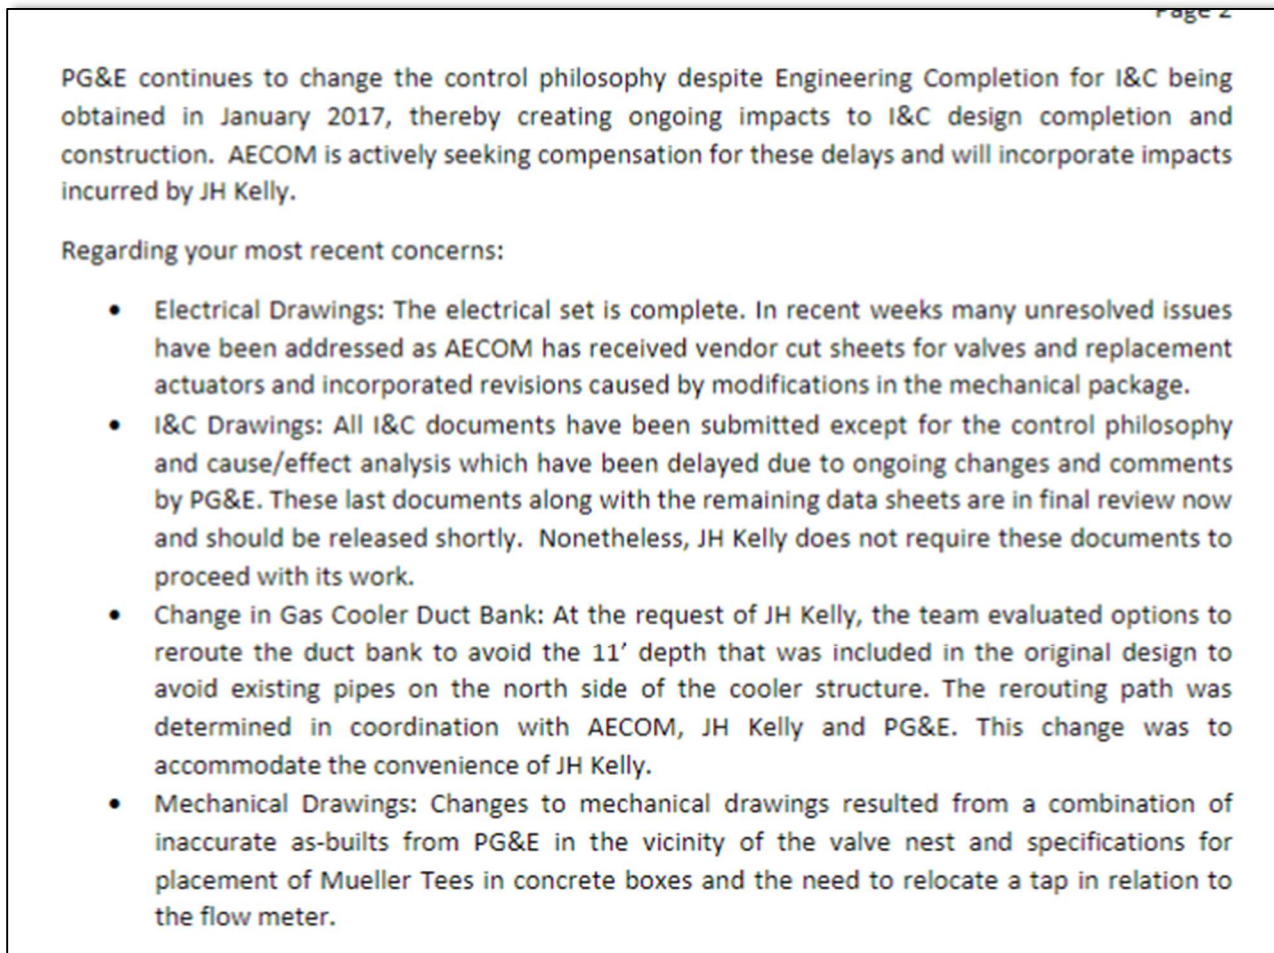 Page 2
PG&E continues to change the control philosophy despite Engineering Completion for I&C being
obtained in January 2017, thereby creating ongoing impacts to I&C design completion and
construction.  AECOM is actively seeking compensation for these delays and will incorporate impacts
incurred by JH Kelly.
Regarding your most recent concerns:
• Electrical Drawings: The electrical set is complete. In recent weeks many unresolved issues
have been addressed as AECOM has received vendor cut sheets for valves and replacement
actuators and incorporated revisions caused by modifications in the mechanical package.
• I&C Drawings: All I&C documents have been submitted except for the control philosophy
and cause/effect analysis which have been delayed due to ongoing changes and comments
by PG&E. These last documents along with the remaining data sheets are in final review now
and should be released shortly.  Nonetheless, JH Kelly does not require these documents to
proceed with its work.
• Change in Gas Cooler Duct Bank: At the request of JH Kelly, the team evaluated options to
reroute the duct bank to avoid the 11’ depth that was included in the original design to
avoid existing pipes on the north side of the cooler structure. The rerouting path was
determined in coordination with AECOM, JH Kelly and PG&E. This change was to
accommodate the convenience of JH Kelly.
• Mechanical Drawings: Changes to mechanical drawings resulted from a combination of
inaccurate as-builts from PG&E in the vicinity of the valve nest and specifications for
placement of Mueller Tees in concrete boxes and the need to relocate a tap in relation to
the flow meter.